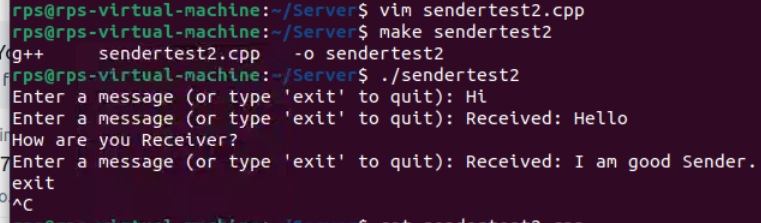 rps@rps-virtual-machine:~/Server$ vim sendertest2.cpp
rps@rps-virtual-machine:~/Server$ make sendertest2
g++     sendertest2.cpp   -o sendertest2
rps@rps-virtual-machine:~/Server$ ./sendertest2
Enter a message (or type 'exit' to quit): Hi
Enter a message (or type 'exit' to quit): Received: Hello
How are you Receiver?
Enter a message (or type 'exit' to quit): Received: I am good Sender.
exit
^C